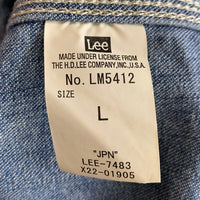 Lee
MADE UNDER LICENSE FROM
THE H.D.LEE COMPANY,INC.,U.S.A.
No. LM5412
SIZE
L
"JPN"
LEE-7483
X22-01905